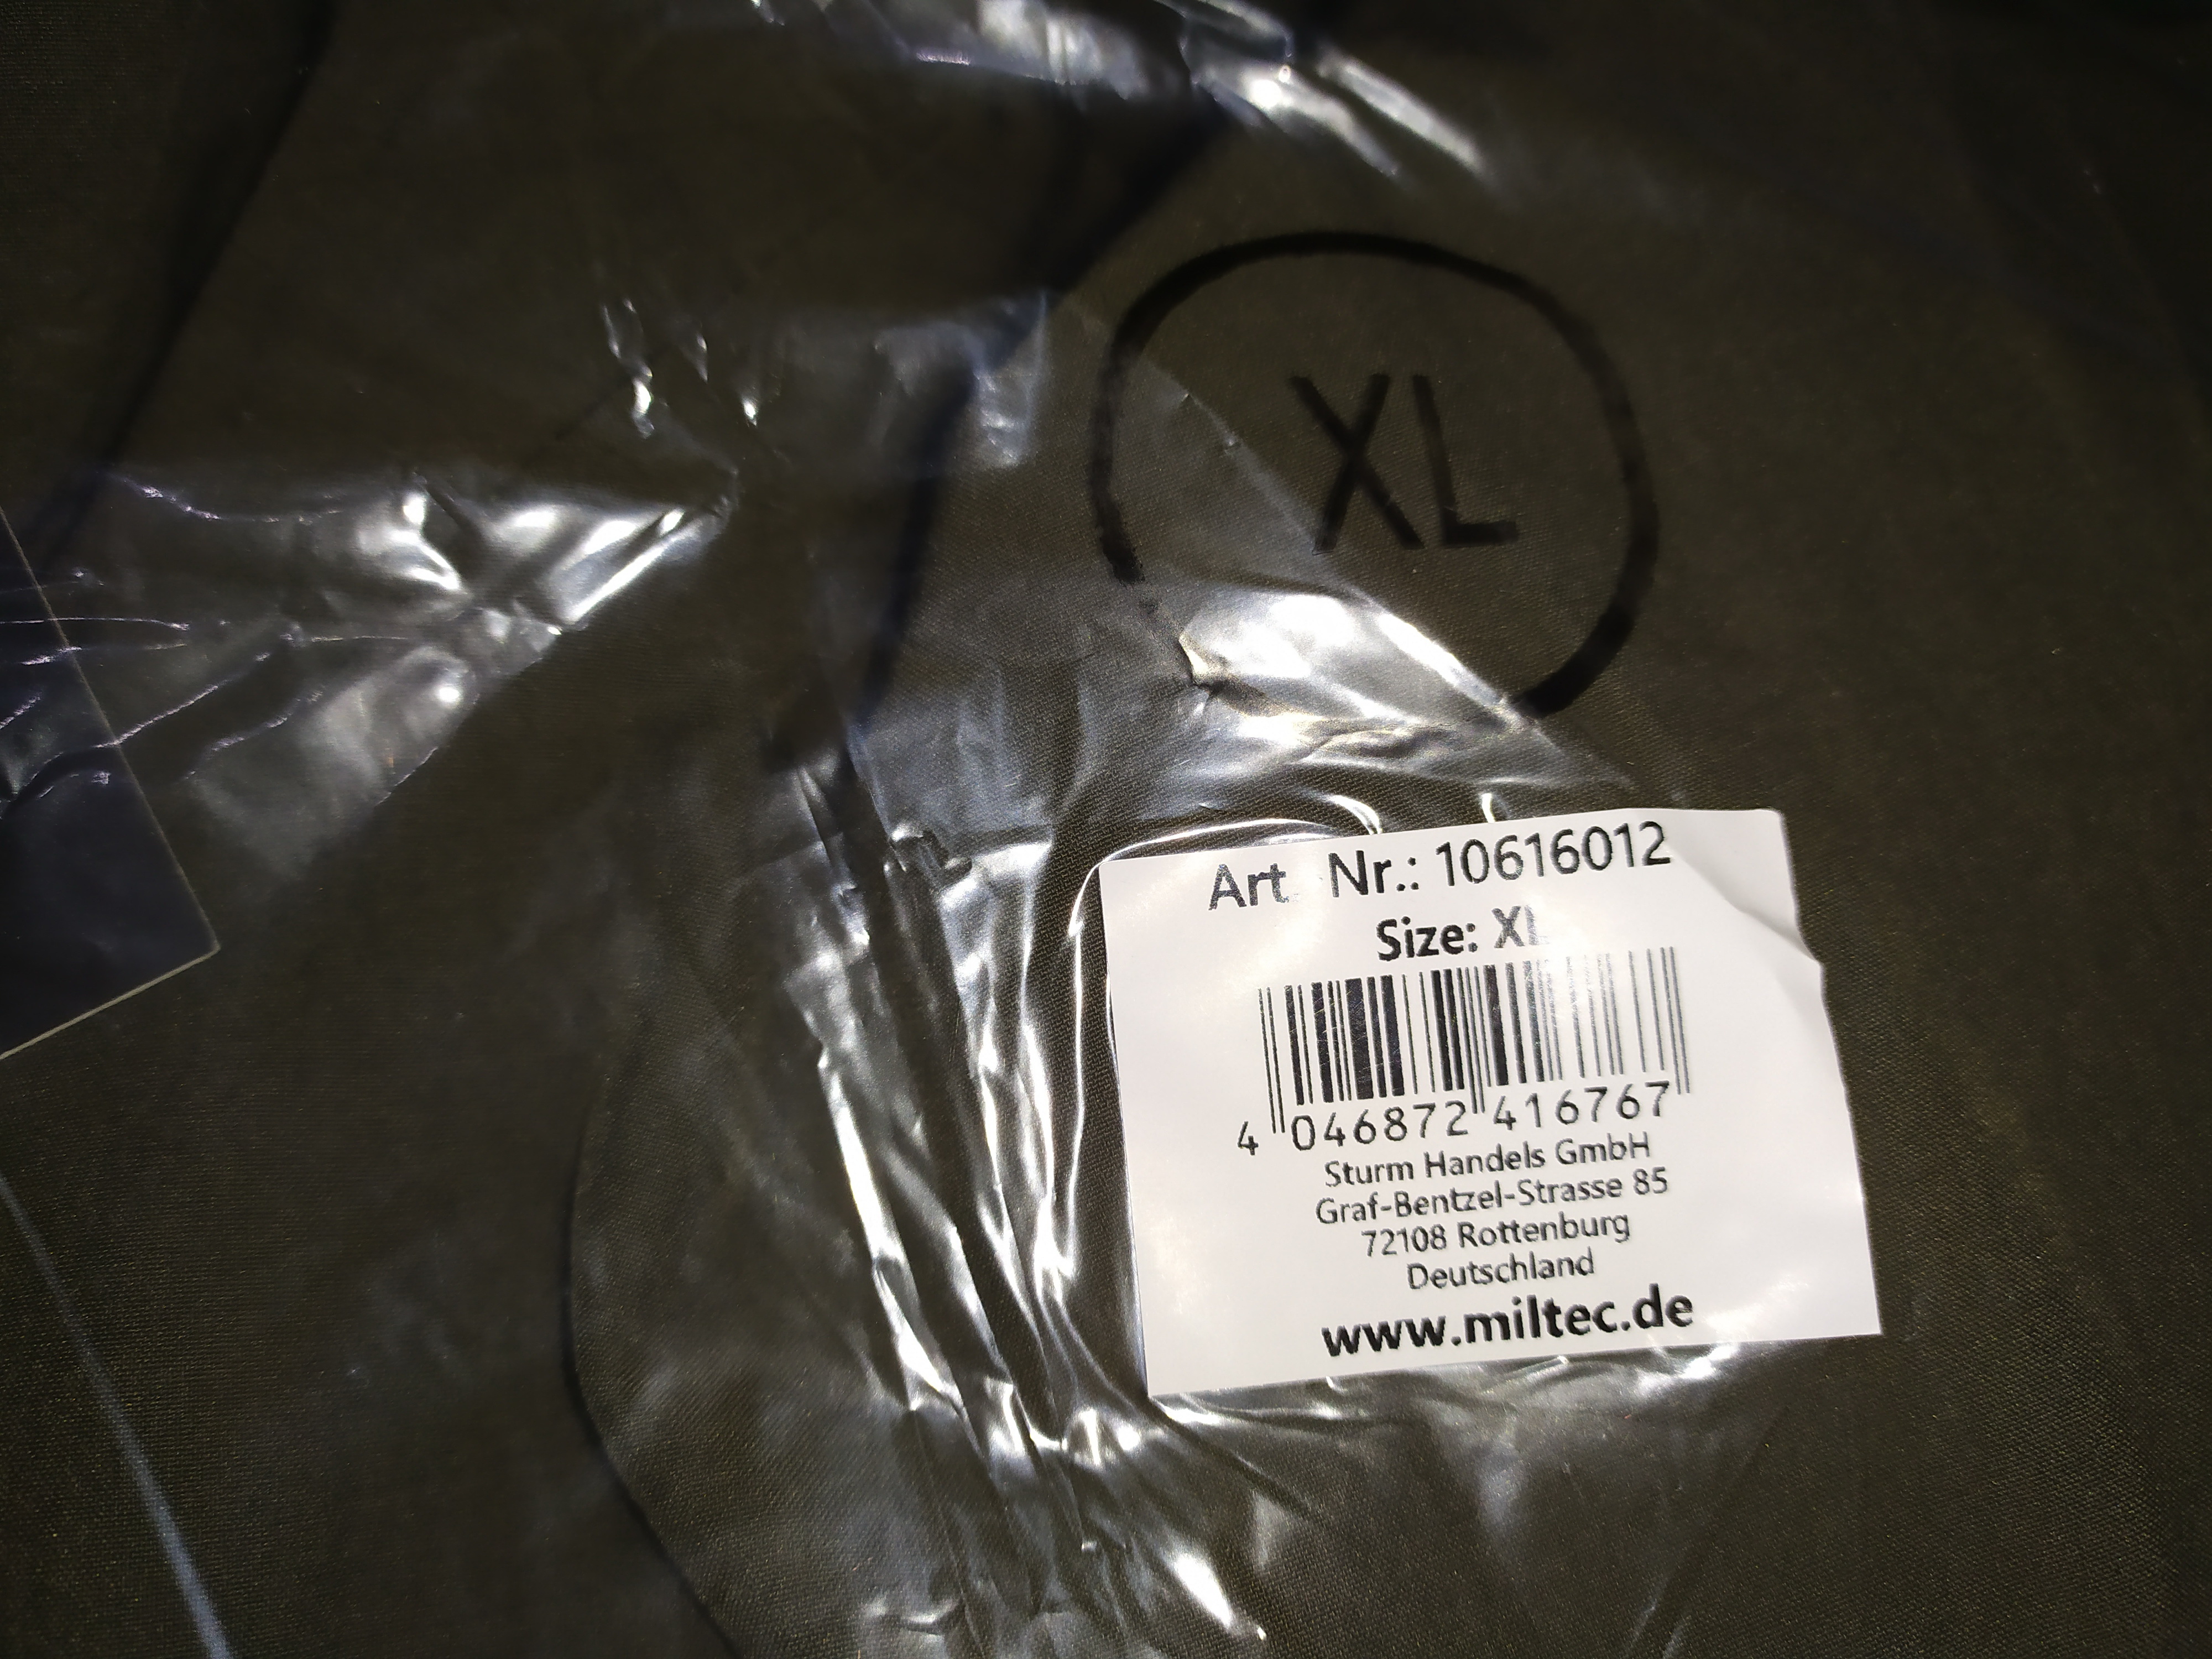 XL
Art. Nr.: 10616012
Size: XL
4 046872 416767
Sturm Handels GmbH
Graf-Bentzel-Strasse 85
72108 Rottenburg
Deutschland
www.miltec.de